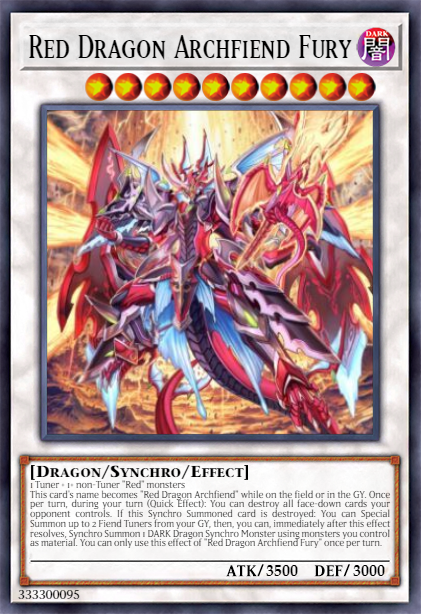 RED DRAGON ARCHFIEND FURY
DARK
闇
[DRAGON/SYNCHRO/EFFECT]
1 Tuner + 1+ non-Tuner "Red" monsters
This card's name becomes "Red Dragon Archfiend" while on the field or in the GY. Once
per turn, during your turn (Quick Effect): You can destroy all face-down cards your
opponent controls. If this Synchro Summoned card is destroyed: You can Special
Summon up to 2 Fiend Tuners from your GY, then, you can, immediately after this effect
resolves, Synchro Summon 1 DARK Dragon Synchro Monster using monsters you control
as material. You can only use this effect of "Red Dragon Archfiend Fury" once per turn.
ATK/3500 DEF/3000
333300095